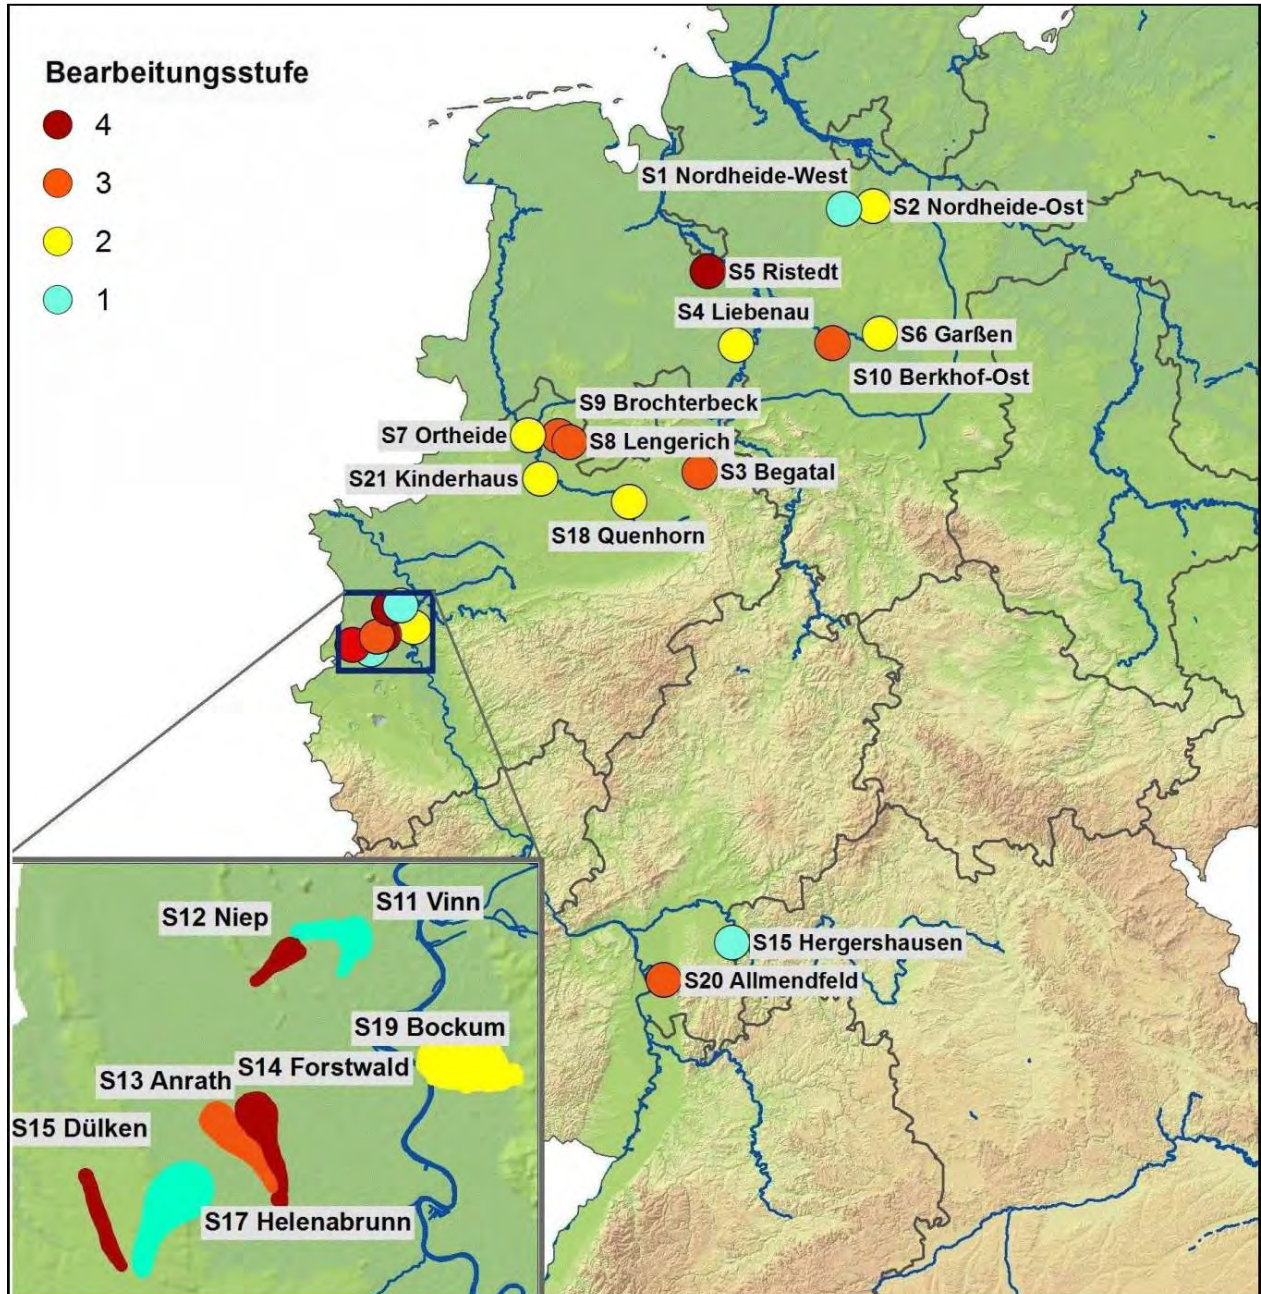 Bearbeitungsstufe
4
3
2
1
S1 Nordheide-West
S2 Nordheide-Ost
S5 Ristedt
S4 Liebenau
S6 Garßen
S10 Berkhof-Ost
S9 Brochterbeck
S7 Ortheide
S8 Lengerich
S21 Kinderhaus
S3 Begatal
S18 Quenhorn
S11 Vinn
S12 Niep
S15 Hergershausen
S20 Allmendfeld
S19 Bockum
S14 Forstwald
S13 Anrath
S15 Dülken
S17 Helenabrunn